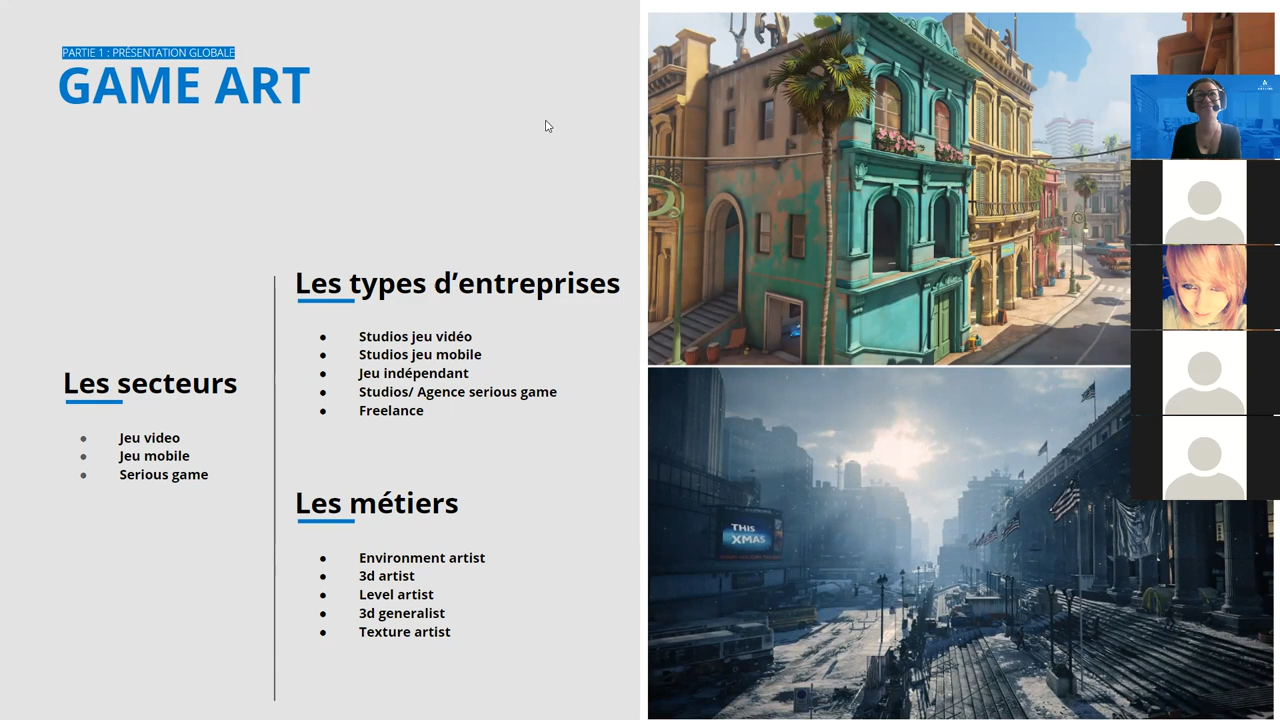 PARTIE 1 : PRÉSENTATION GLOBALE
GAME ART
Les secteurs
Jeu video
Jeu mobile
Serious game
Les types d’entreprises
Studios jeu vidéo
Studios jeu mobile
Jeu indépendant
Studios/ Agence serious game
Freelance
Les métiers
Environment artist
3d artist
Level artist
3d generalist
Texture artist
THIS
XMAS